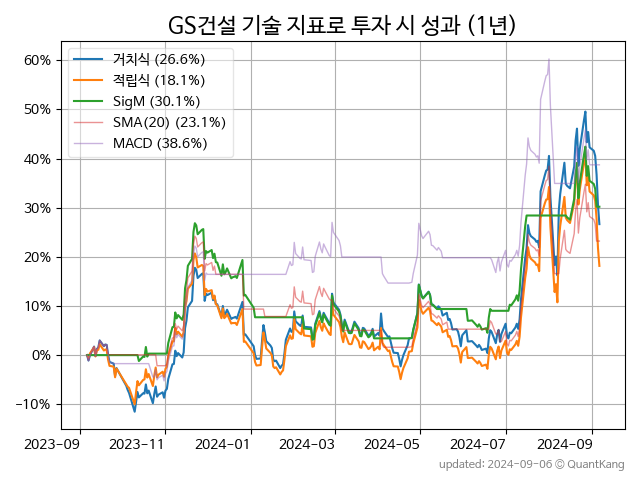 GS건설 기술 지표로 투자 시 성과 (1년)
60%
50%
40%
30%
20%
10%
0%
−10%
거치식 (26.6%)
적립식 (18.1%)
SigM (30.1%)
SMA(20) (23.1%)
MACD (38.6%)
2023-09
2023-11
2024-01
2024-03
2024-05
2024-07
2024-09
updated: 2024-09-06 © QuantKang